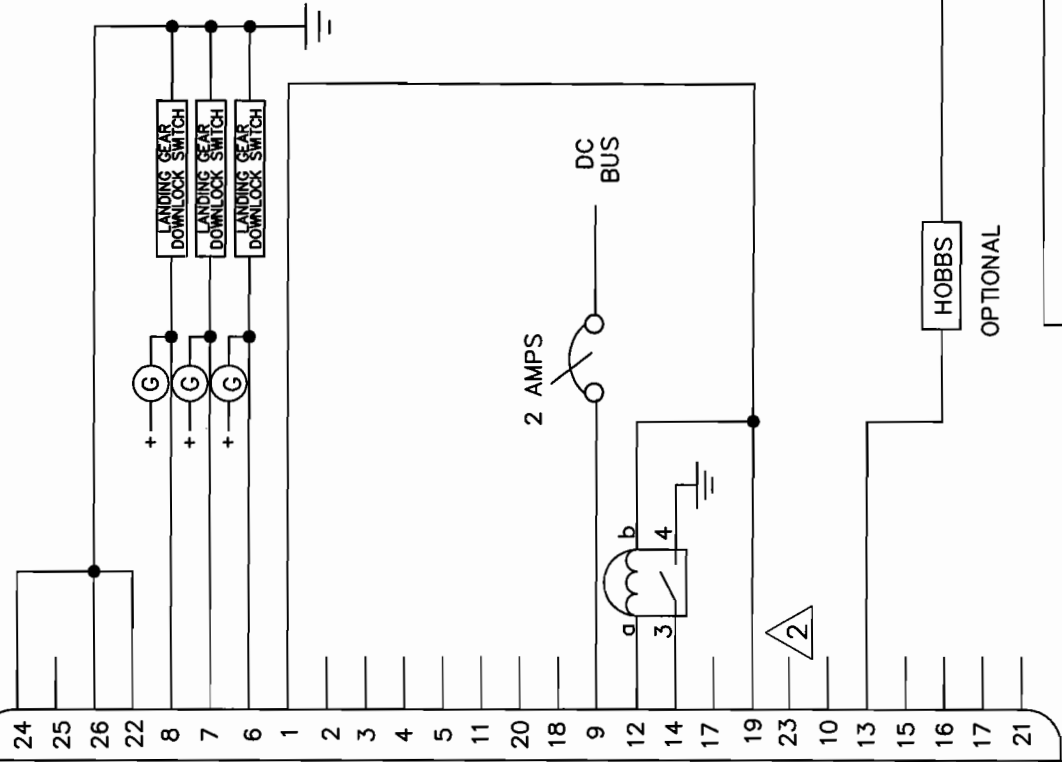 LANDING GEAR
DOWNLOCK SWITCH
LANDING GEAR
DOWNLOCK SWITCH
LANDING GEAR
DOWNLOCK SWITCH
G
G
G
+
+
+
DC
BUS
2 AMPS
a
b
3
4
2
HOBBS
OPTIONAL
24
25
26
22
8
7
6
1
2
3
4
5
11
20
18
9
12
14
17
19
23
10
13
15
16
17
21